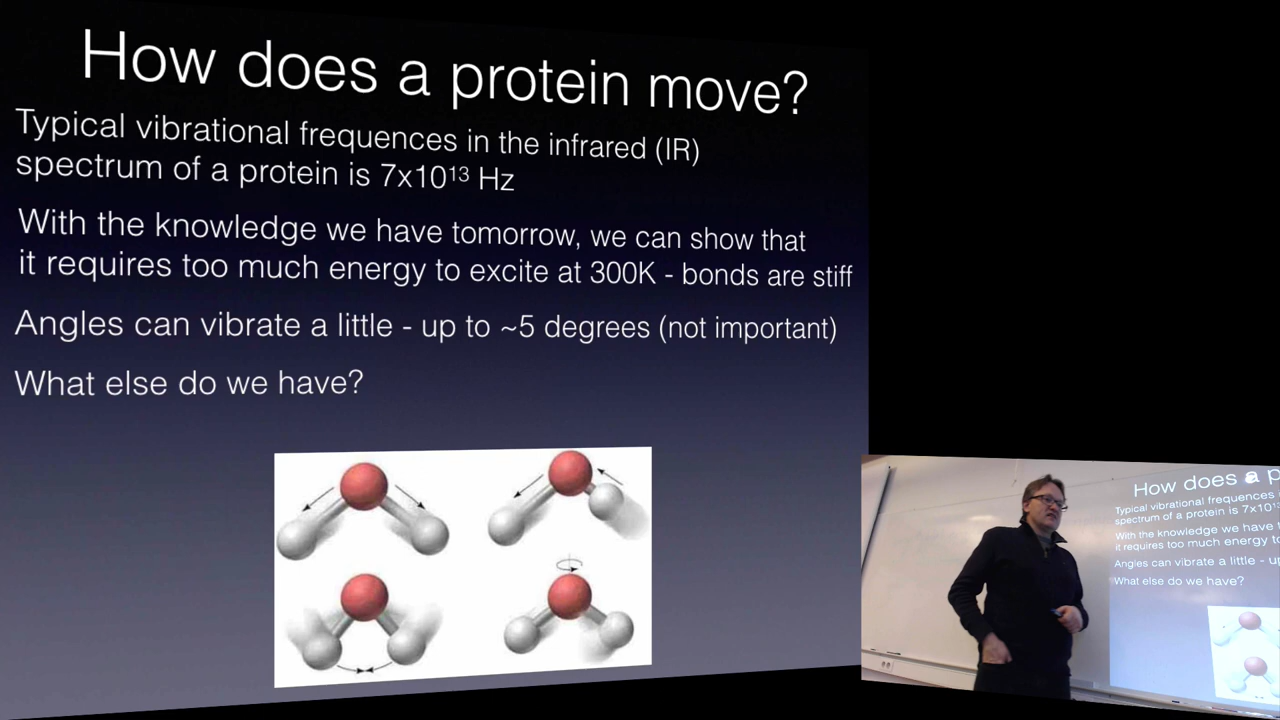 How does a protein move?
Typical vibrational frequences in the infrared (IR)
spectrum of a protein is 7x10¹³ Hz
With the knowledge we have tomorrow, we can show that
it requires too much energy to excite at 300K - bonds are stiff
Angles can vibrate a little - up to ~5 degrees (not important)
What else do we have?
How does a p
Typical vibrational frequences
spectrum of a protein is 7x10¹
With the knowledge we have
it requires too much energy to
Angles can vibrate a little - up
What else do we have?